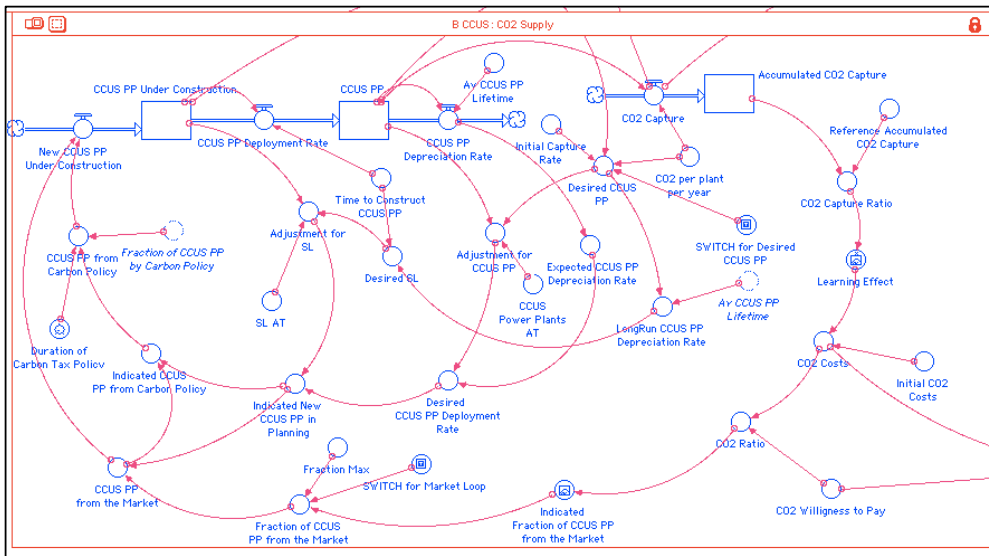 B CCUS: CO2 Supply
CCUS PP Under Construction
CCUS PP
Av CCUS PP
Lifetime
Accumulated CO2 Capture
New CCUS PP
Under Construction
CCUS PP Deployment Rate
CCUS PP
Depreciation Rate
Initial Capture
Rate
CO2 Capture
Reference Accumulated
CO2 Capture
Time to Construct
CCUS PP
Desired CCUS
PP
CO2 per plant
per year
CO2 Capture Ratio
CCUS PP from
Carbon Policy
Fraction of CCUS PP
by Carbon Policy
Adjustment for
SL
Desired SL
Adjustment for
CCUS PP
Expected CCUS PP
Depreciation Rate
SWITCH for Desired
CCUS PP
Learning Effect
SL AT
CCUS
Power Plants
AT
LongRun CCUS PP
Depreciation Rate
Av CCUS PP
Lifetime
Duration of
Carbon Tax Policy
Indicated CCUS
PP from Carbon Policy
Indicated New
CCUS PP in
Planning
Desired
CCUS PP Deployment
Rate
CO2 Costs
Initial CO2
Costs
CO2 Ratio
Fraction Max
SWITCH for Market Loop
CCUS PP
from the Market
Fraction of CCUS
PP from the Market
Indicated
Fraction of CCUS PP
from the Market
CO2 Willigness to Pay